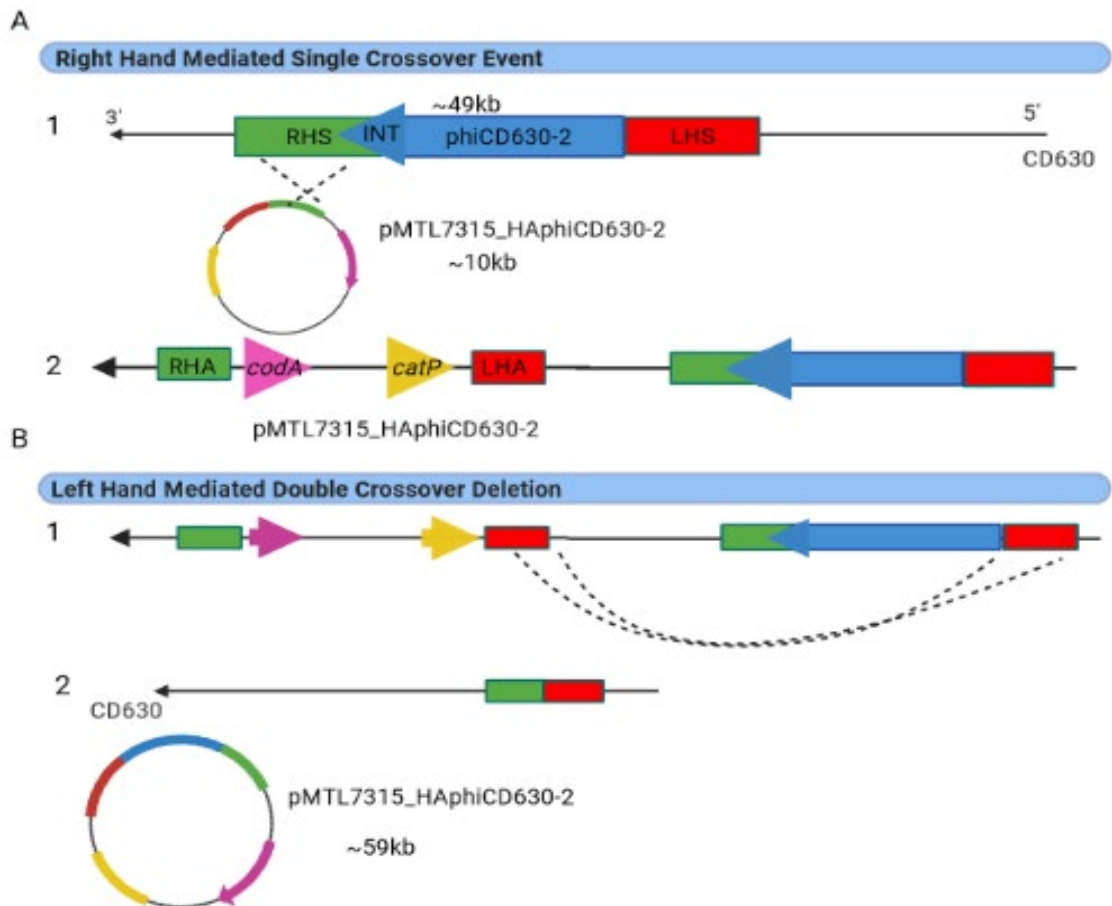 A
Right Hand Mediated Single Crossover Event
1
3'
~49kb
5'
RHS
INT
phiCD630-2
LHS
CD630
pMTL7315_HAphiCD630-2
~10kb
2
RHA
codA
catP
LHA
pMTL7315_HAphiCD630-2
B
Left Hand Mediated Double Crossover Deletion
1
2
CD630
pMTL7315_HAphiCD630-2
~59kb